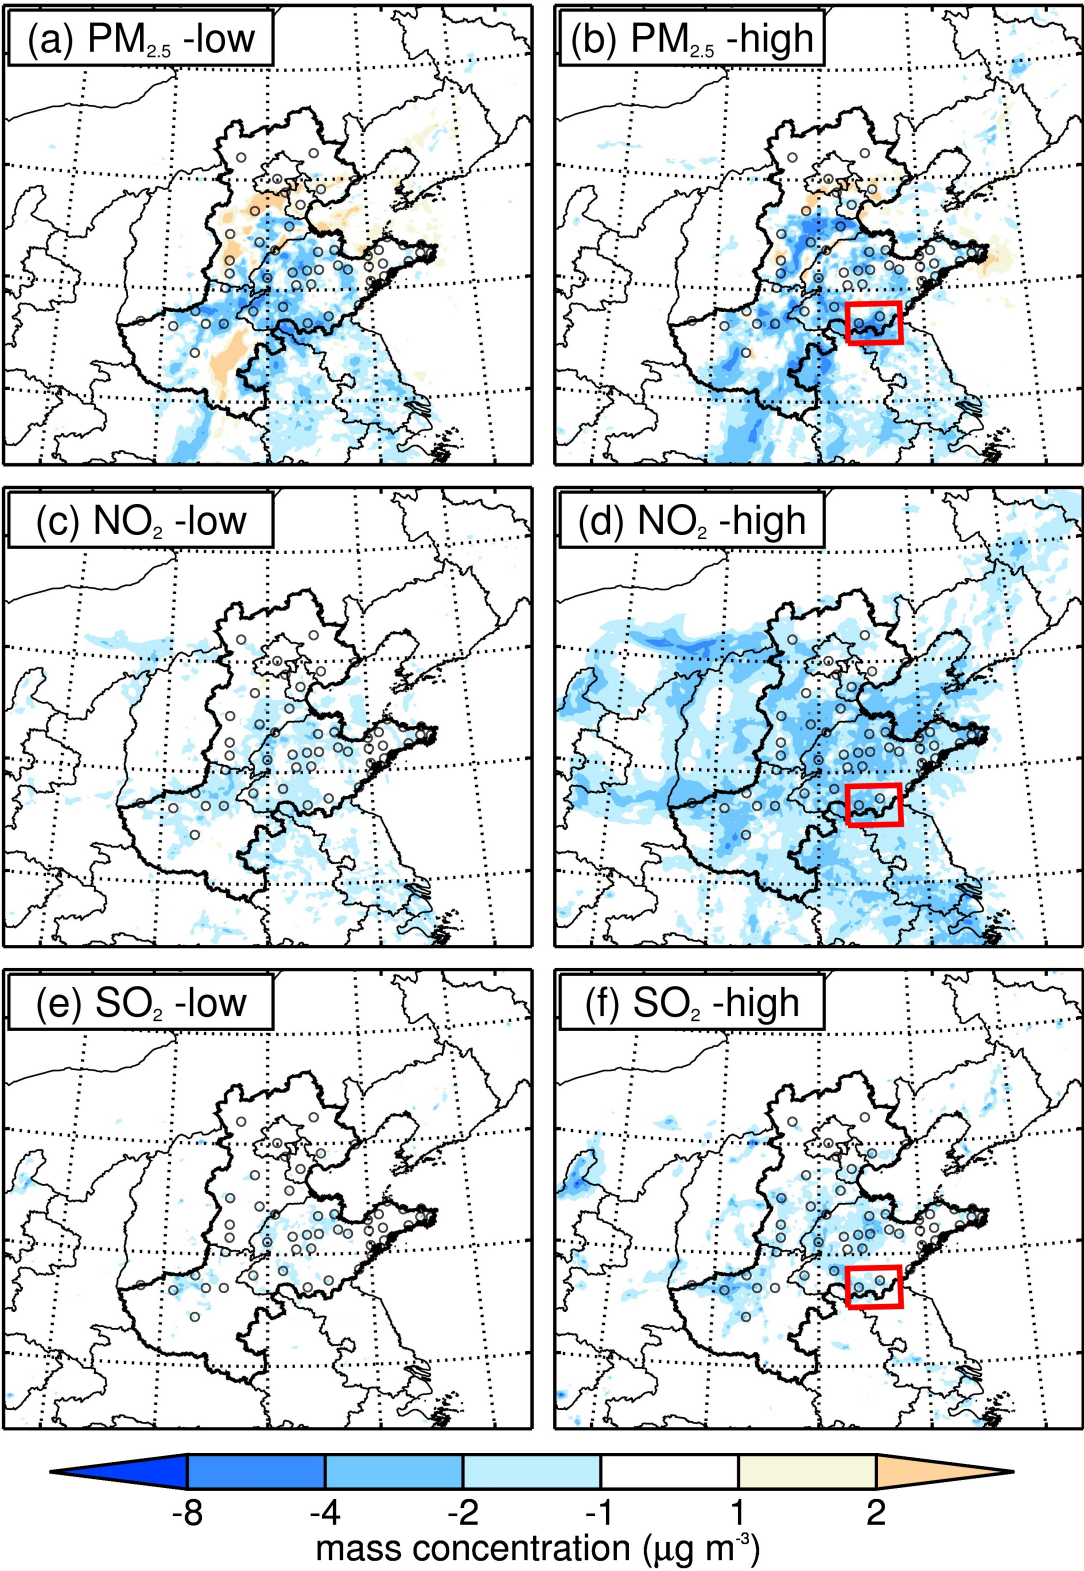 (a) PM₂.₅ -low
(b) PM₂.₅ -high
(c) NO₂ -low
(d) NO₂ -high
(e) SO₂ -low
(f) SO₂ -high
-8 -4 -2 -1 1 2
mass concentration (μg m⁻³)